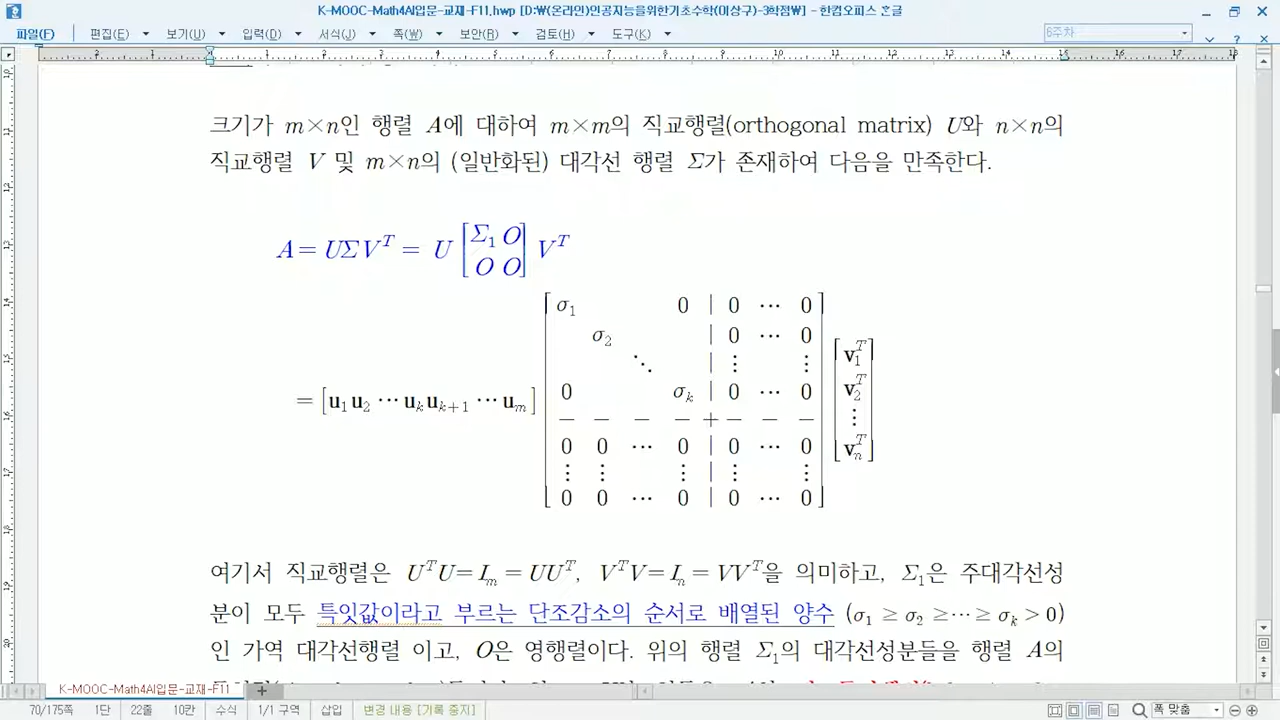 K-MOOC-Math4AI입문-교재-F11.hwp [D:₩(온라인)인공지능을위한기초수학(이상구)-3학점₩] - 한컴오피스 한글
파일(F) 편집(E) 보기(U) 입력(D) 서식(J) 쪽(W) 보안(B) 검토(H) 도구(K) 6주차
크기가 m×n인 행렬 A에 대하여 m×m의 직교행렬(orthogonal matrix) U와 n×n의
직교행렬 V 및 m×n의 (일반화된) 대각선 행렬 Σ가 존재하여 다음을 만족한다.
A = UΣV^T = U [Σ₁ O; O O] V^T
σ₁ 0 | 0 ⋯ 0
σ₂ | 0 ⋯ 0
⋱ | ⋮ ⋮
0 σ_k | 0 ⋯ 0
= [u₁ u₂ ⋯ u_k u_{k+1} ⋯ u_m]
− − − − + − − −
0 0 ⋯ 0 | 0 ⋯ 0
⋮ ⋮ ⋮ | ⋮ ⋮
0 0 ⋯ 0 | 0 ⋯ 0
v₁^T
v₂^T
⋮
v_n^T
여기서 직교행렬은 U^T U = I_m = UU^T, V^T V = I_n = VV^T을 의미하고, Σ₁은 주대각선성
분이 모두 특잇값이라고 부르는 단조감소의 순서로 배열된 양수 (σ₁ ≥ σ₂ ≥ ⋯ ≥ σ_k > 0)
인 가역 대각선행렬 이고, O은 영행렬이다. 위의 행렬 Σ₁의 대각선성분들을 행렬 A의
K-MOOC-Math4AI입문-교재-F11
70/175쪽 1단 22줄 10칸 수식 1/1 구역 삽입 변경 내용 [기록 중지] 폭 맞춤